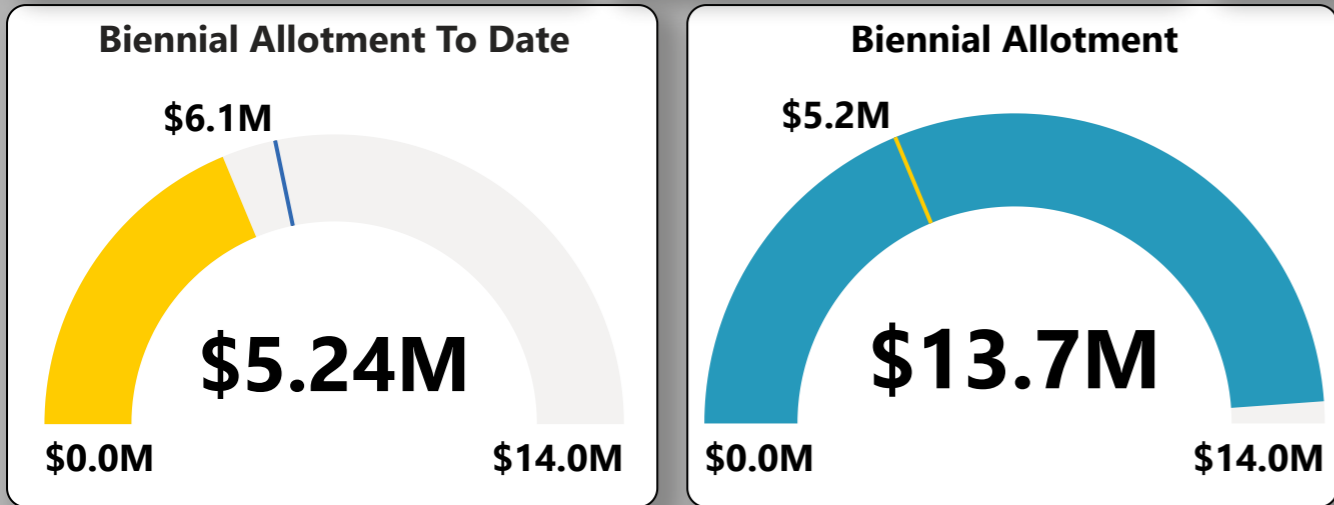 Biennial Allotment To Date
$6.1M
$5.24M
$0.0M
$14.0M
Biennial Allotment
$5.2M
$13.7M
$0.0M
$14.0M